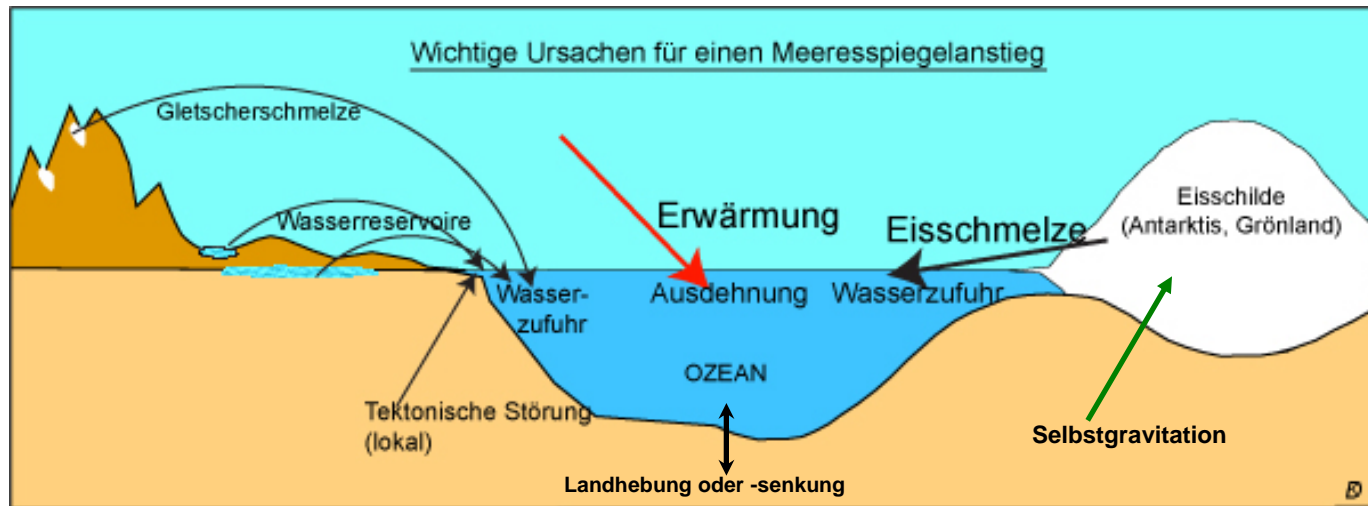 Wichtige Ursachen für einen Meeresspiegelanstieg
Gletscherschmelze
Wasserreservoire
Erwärmung
Eisschmelze
Eisschilde
(Antarktis, Grönland)
Wasser-
zufuhr
Ausdehnung
Wasserzufuhr
OZEAN
Tektonische Störung
(lokal)
Selbstgravitation
Landhebung oder -senkung